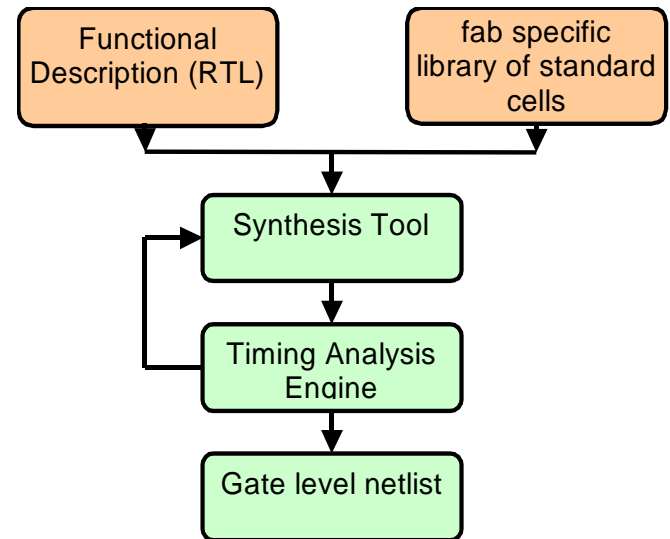 Functional
Description (RTL)
fab specific
library of standard
cells
Synthesis Tool
Timing Analysis
Engine
Gate level netlist